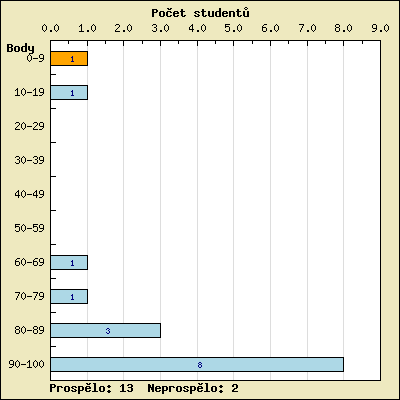 Počet studentů
0.0 1.0 2.0 3.0 4.0 5.0 6.0 7.0 8.0 9.0
Body
0-9 1
10-19 1
20-29
30-39
40-49
50-59
60-69 1
70-79 1
80-89 3
90-100 8
Prospělo: 13 Neprospělo: 2